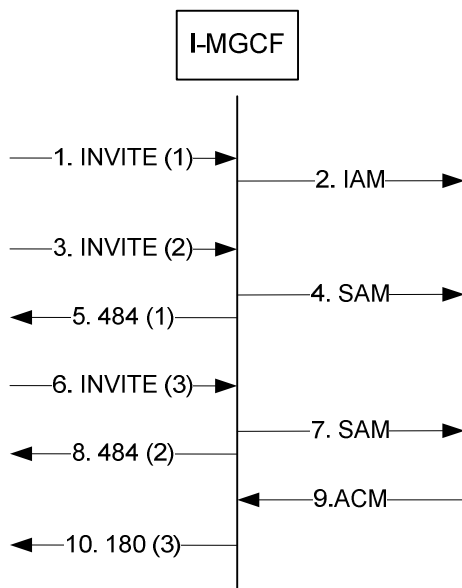 I-MGCF
1. INVITE (1)
2. IAM
3. INVITE (2)
4. SAM
5. 484 (1)
6. INVITE (3)
7. SAM
8. 484 (2)
9.ACM
10. 180 (3)